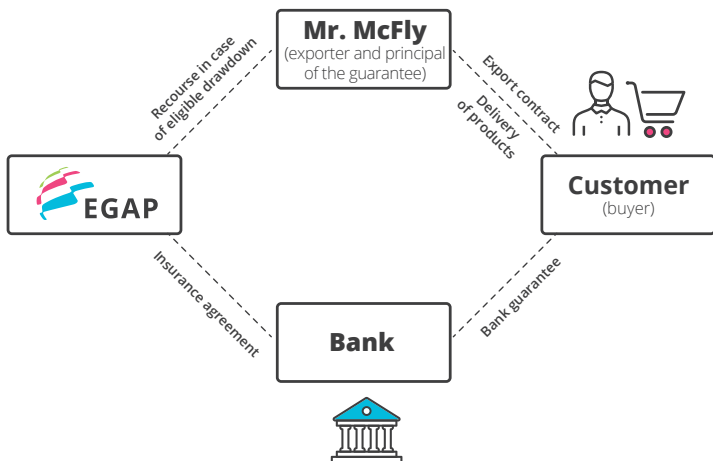 Mr. McFly
(exporter and principal
of the guarantee)
Recourse in case
of eligible drawdown
Export contract
Delivery
of products
EGAP
Customer
(buyer)
Insurance agreement
Bank guarantee
Bank